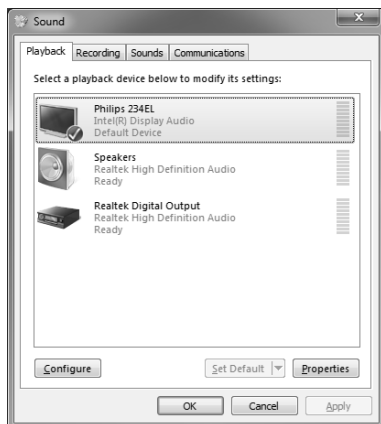 Sound
Playback Recording Sounds Communications
Select a playback device below to modify its settings:
Philips 234EL
Intel(R) Display Audio
Default Device
Speakers
Realtek High Definition Audio
Ready
Realtek Digital Output
Realtek High Definition Audio
Ready
Configure Set Default Properties
OK Cancel Apply